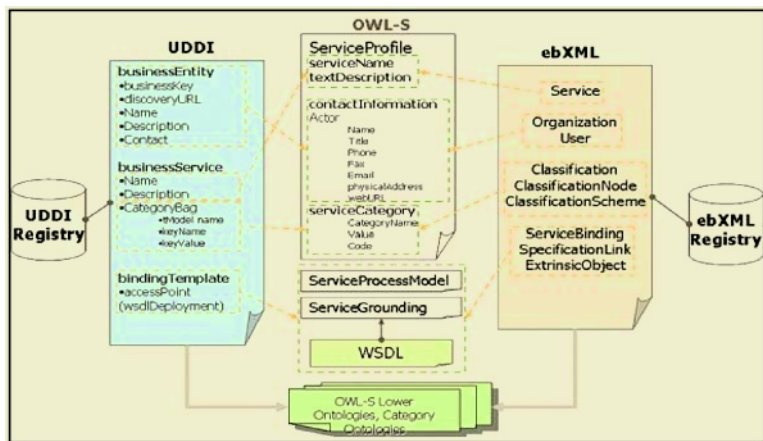 OWL-S
UDDI
ebXML
businessEntity
•businessKey
•discoveryURL
•Name
•Description
•Contact
businessService
•Name
•Description
•CategoryBag
•tModel name
•keyName
•keyValue
bindingTemplate
•accessPoint
(wsdlDeployment)
UDDI
Registry
ServiceProfile
serviceName
textDescription
contactInformation
Actor
Name
Title
Phone
Fax
Email
physicalAddress
webURL
serviceCategory
CategoryName
Value
Code
ServiceProcessModel
ServiceGrounding
WSDL
OWL-S Lower
Ontologies, Category
Ontologies
Service
Organization
User
Classification
ClassificationNode
ClassificationScheme
ServiceBinding
SpecificationLink
ExtrinsicObject
ebXML
Registry